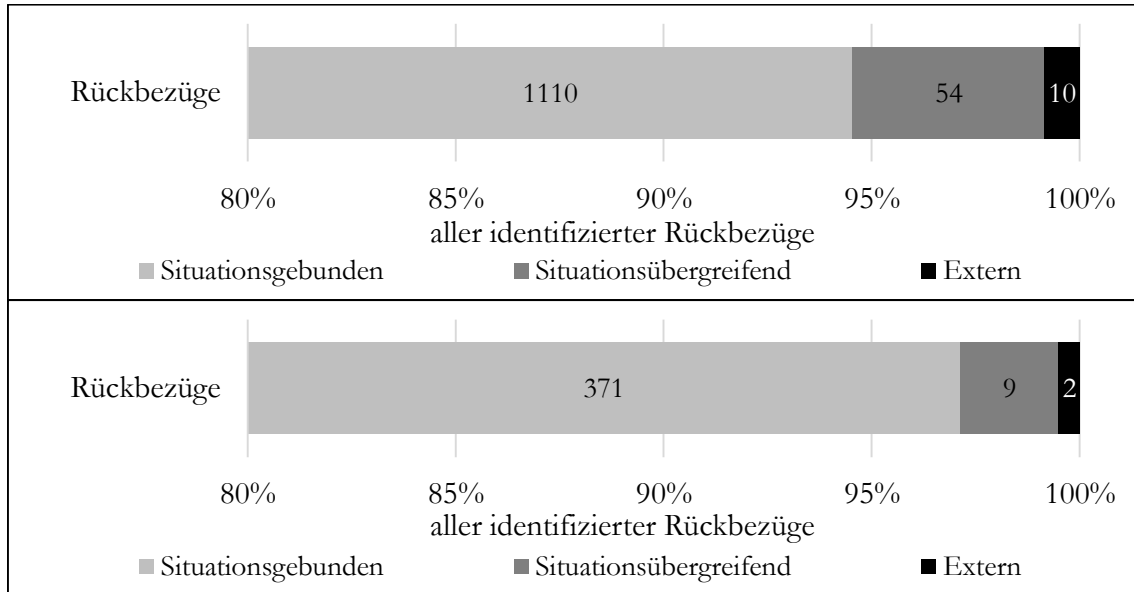 Rückbezüge 1110 54 10
80% 85% 90% 95% 100%
aller identifizierter Rückbezüge
Situationsgebunden Situationsübergreifend Extern
Rückbezüge 371 9 2
80% 85% 90% 95% 100%
aller identifizierter Rückbezüge
Situationsgebunden Situationsübergreifend Extern